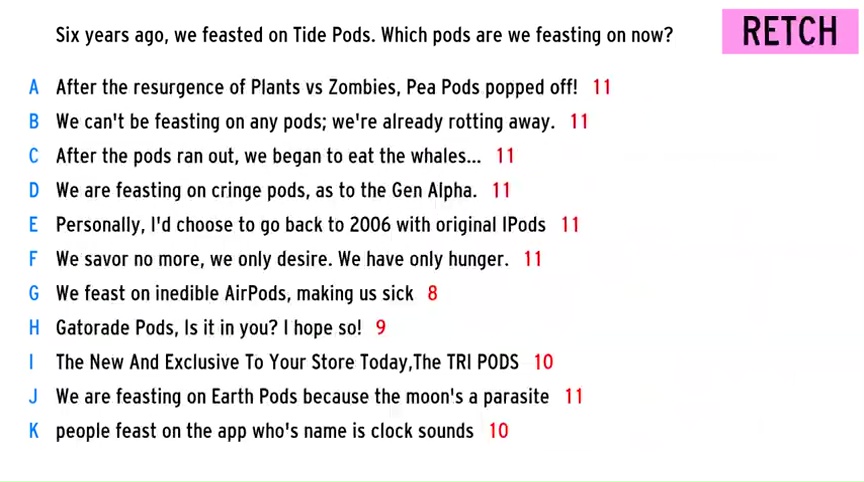 Six years ago, we feasted on Tide Pods. Which pods are we feasting on now?
RETCH
A After the resurgence of Plants vs Zombies, Pea Pods popped off! 11
B We can't be feasting on any pods; we're already rotting away. 11
C After the pods ran out, we began to eat the whales... 11
D We are feasting on cringe pods, as to the Gen Alpha. 11
E Personally, I'd choose to go back to 2006 with original IPods 11
F We savor no more, we only desire. We have only hunger. 11
G We feast on inedible AirPods, making us sick 8
H Gatorade Pods, Is it in you? I hope so! 9
I The New And Exclusive To Your Store Today,The TRI PODS 10
J We are feasting on Earth Pods because the moon's a parasite 11
K people feast on the app who's name is clock sounds 10